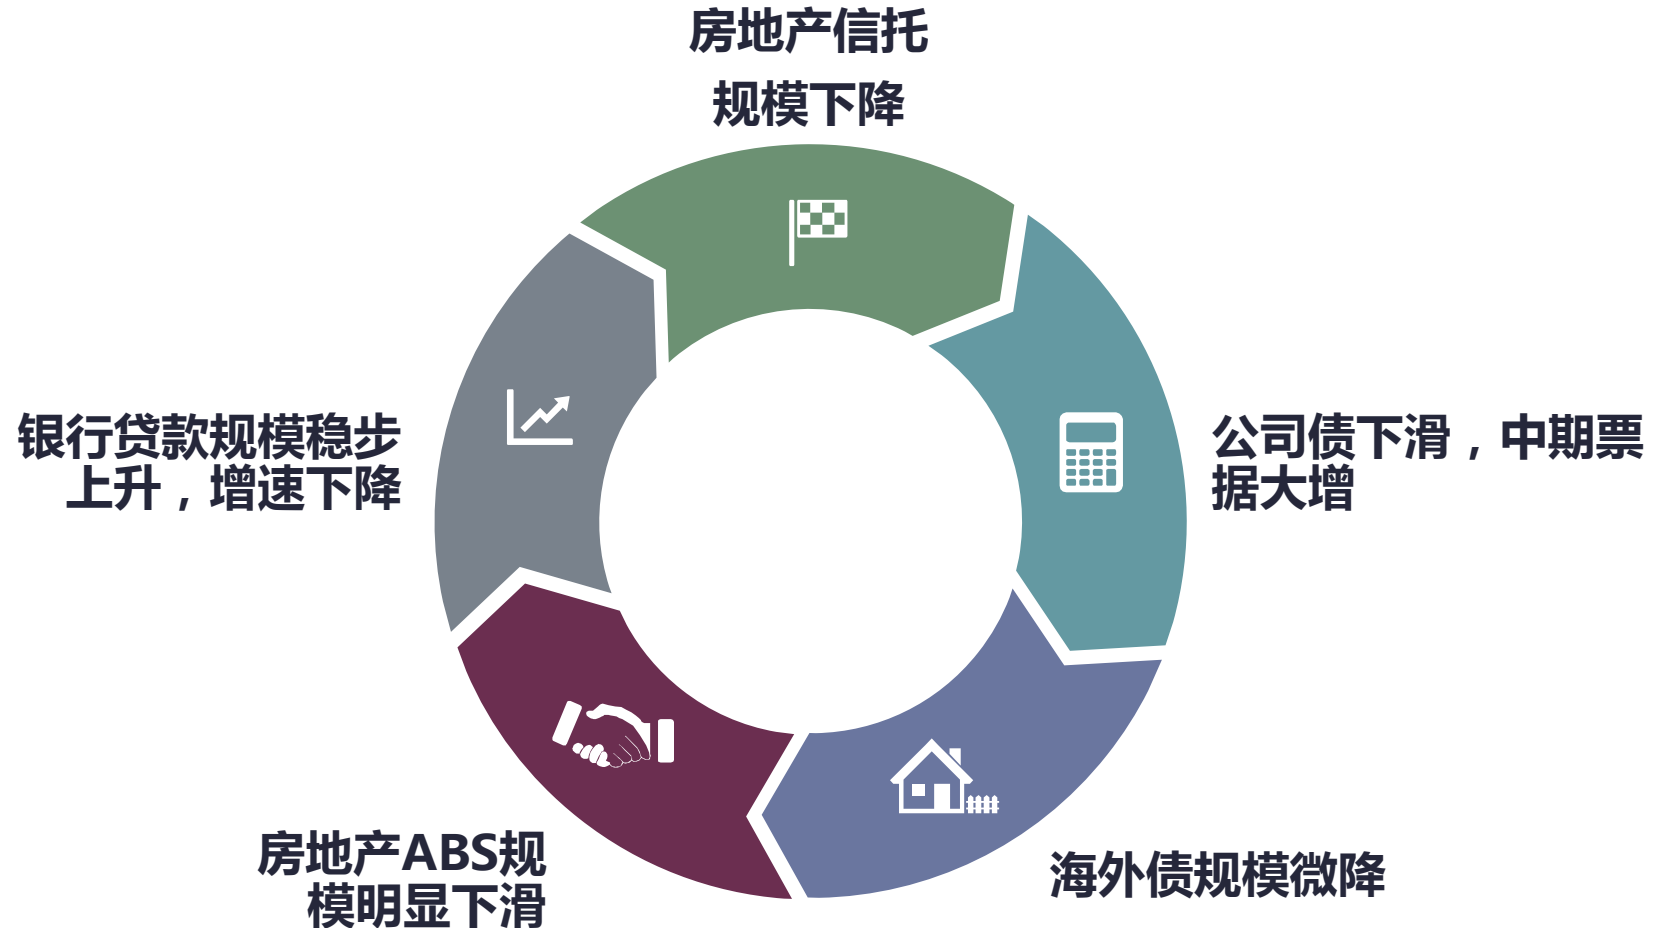 房地产信托
规模下降
银行贷款规模稳步
上升，增速下降
公司债下滑，中期票
据大增
房地产ABS规
模明显下滑
海外债规模微降